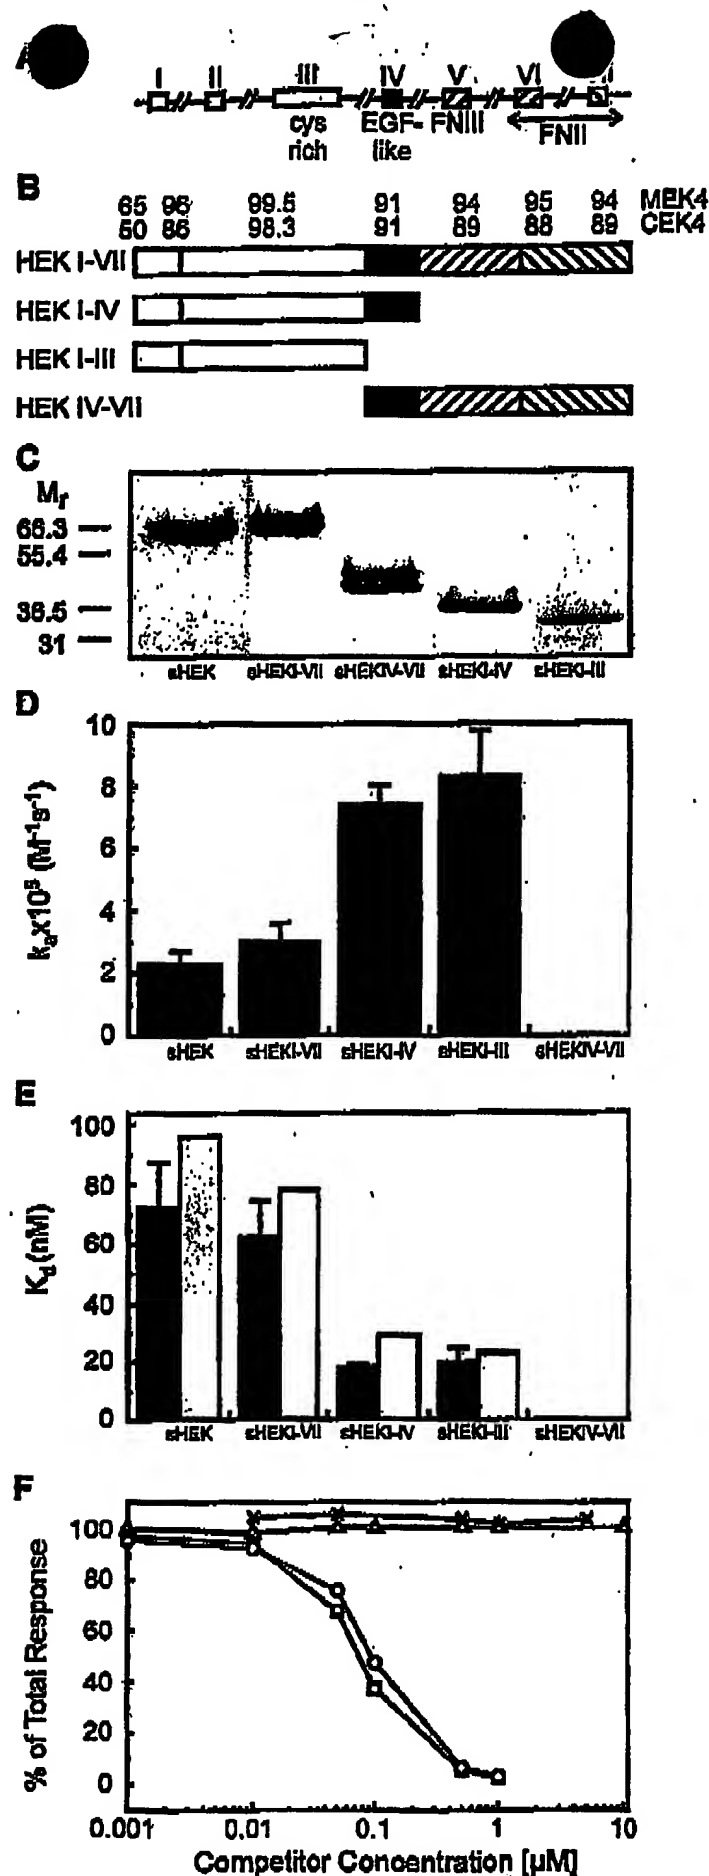 A
I II III IV V VI
cys EGF- FNIII FNII
rich like
B
65 96 99.5 91 94 95 94 MEK4
50 86 98.3 91 89 88 89 CEK4
HEK I-VII
HEK I-IV
HEK I-III
HEK IV-VII
C
Mr
66.3
55.4
36.5
31
sHEK sHEKI-VII sHEKIV-VII sHEKI-IV sHEKI-III
D
10
8
6
4
2
0
kax10⁵ (M⁻¹s⁻¹)
sHEK sHEKI-VII sHEKI-IV sHEKI-III sHEKIV-VII
E
100
80
60
40
20
0
Kd (nM)
sHEK sHEKI-VII sHEKI-IV sHEKI-III sHEKIV-VII
F
100
80
60
40
20
0
% of Total Response
0.001 0.01 0.1 1 10
Competitor Concentration [µM]